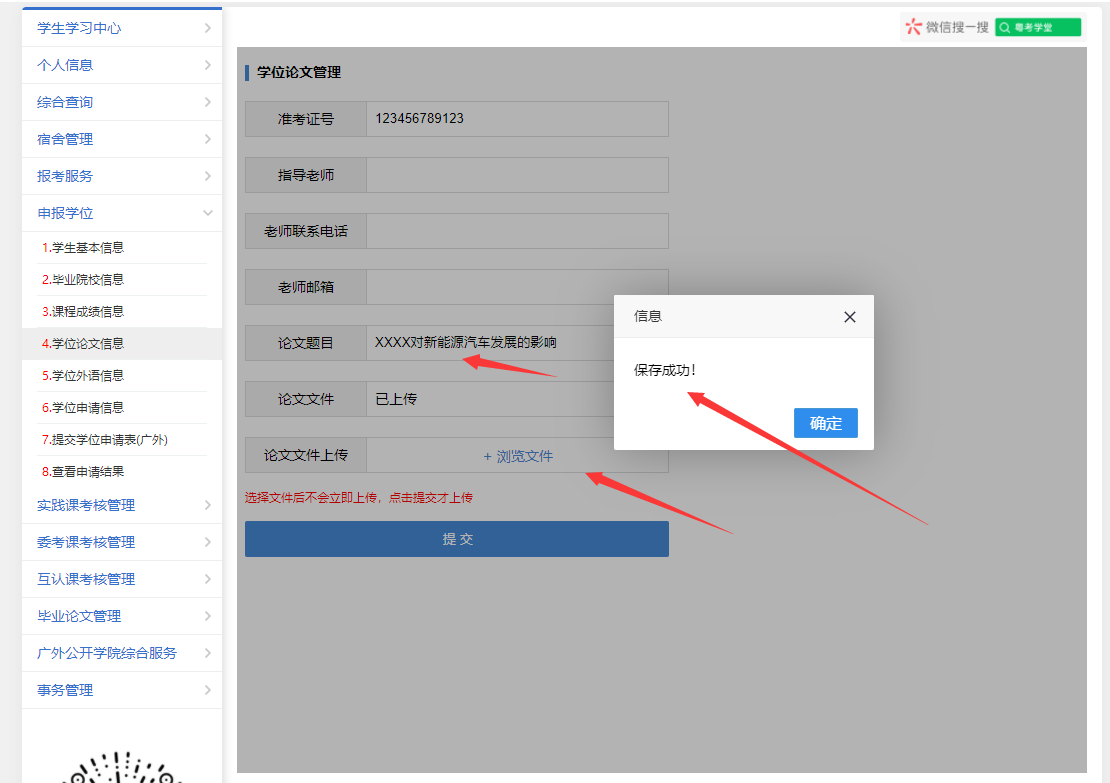 学生学习中心
个人信息
综合查询
宿舍管理
报考服务
申报学位
1.学生基本信息
2.毕业院校信息
3.课程成绩信息
4.学位论文信息
5.学位外语信息
6.学位申请信息
7.提交学位申请表(广外)
8.查看申请结果
实践课考核管理
委考课考核管理
互认课考核管理
毕业论文管理
广外公开学院综合服务
事务管理
微信搜一搜 粤考学堂
学位论文管理
准考证号 123456789123
指导老师
老师联系电话
老师邮箱
论文题目 XXXX对新能源汽车发展的影响
论文文件 已上传
论文文件上传 + 浏览文件
选择文件后不会立即上传，点击提交才上传
提 交
信息
保存成功！
确定